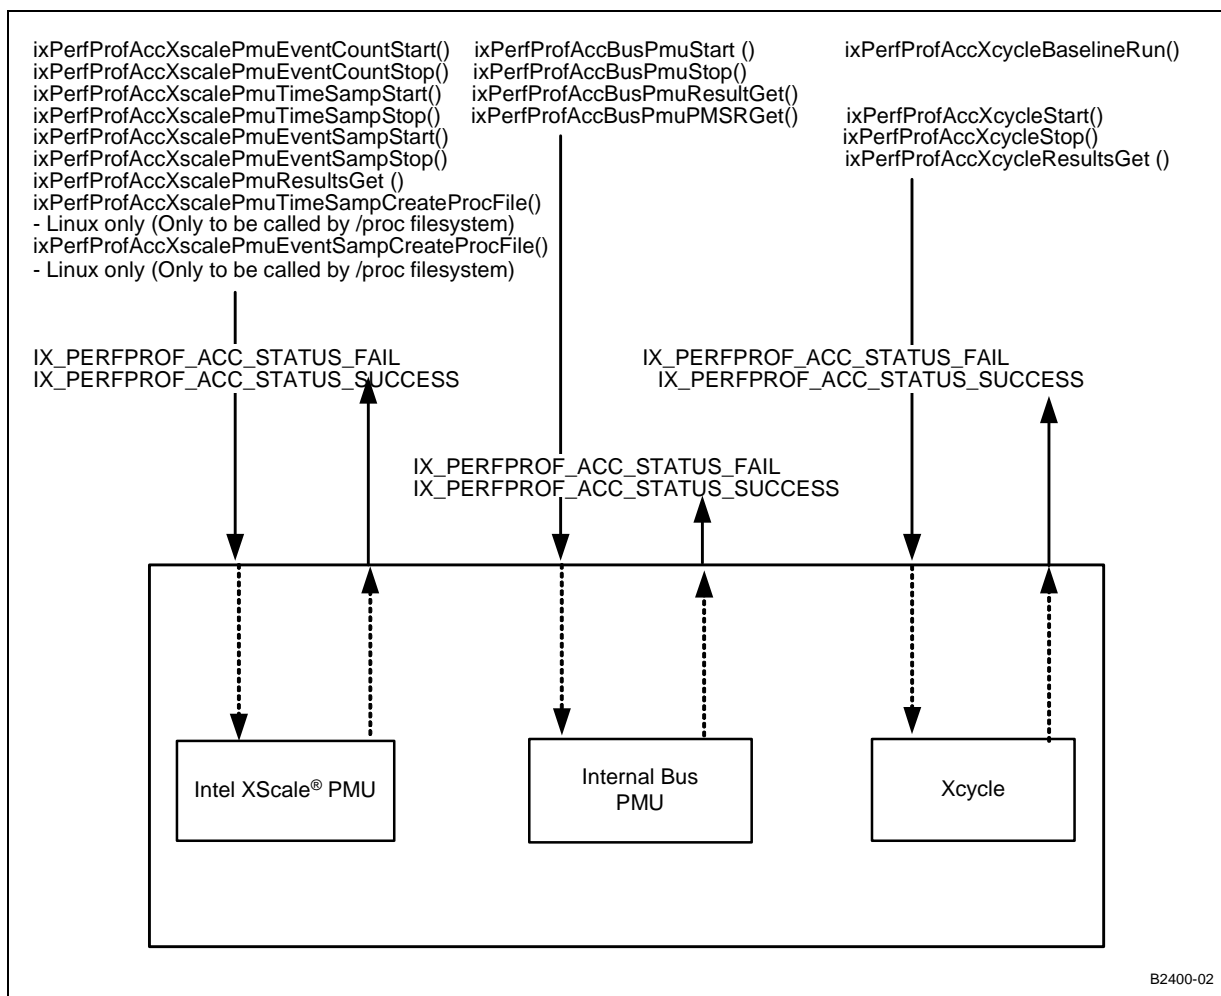 ixPerfProfAccXscalePmuEventCountStart()
ixPerfProfAccXscalePmuEventCountStop()
ixPerfProfAccXscalePmuTimeSampStart()
ixPerfProfAccXscalePmuTimeSampStop()
ixPerfProfAccXscalePmuEventSampStart()
ixPerfProfAccXscalePmuEventSampStop()
ixPerfProfAccXscalePmuResultsGet ()
ixPerfProfAccXscalePmuTimeSampCreateProcFile()
- Linux only (Only to be called by /proc filesystem)
ixPerfProfAccXscalePmuEventSampCreateProcFile()
- Linux only (Only to be called by /proc filesystem)
ixPerfProfAccBusPmuStart ()
ixPerfProfAccBusPmuStop()
ixPerfProfAccBusPmuResultGet()
ixPerfProfAccBusPmuPMSRGet()
ixPerfProfAccXcycleBaselineRun()
ixPerfProfAccXcycleStart()
ixPerfProfAccXcycleStop()
ixPerfProfAccXcycleResultsGet ()
IX_PERFPROF_ACC_STATUS_FAIL
IX_PERFPROF_ACC_STATUS_SUCCESS
IX_PERFPROF_ACC_STATUS_FAIL
IX_PERFPROF_ACC_STATUS_SUCCESS
IX_PERFPROF_ACC_STATUS_FAIL
IX_PERFPROF_ACC_STATUS_SUCCESS
Intel XScale® PMU
Internal Bus
PMU
Xcycle
B2400-02